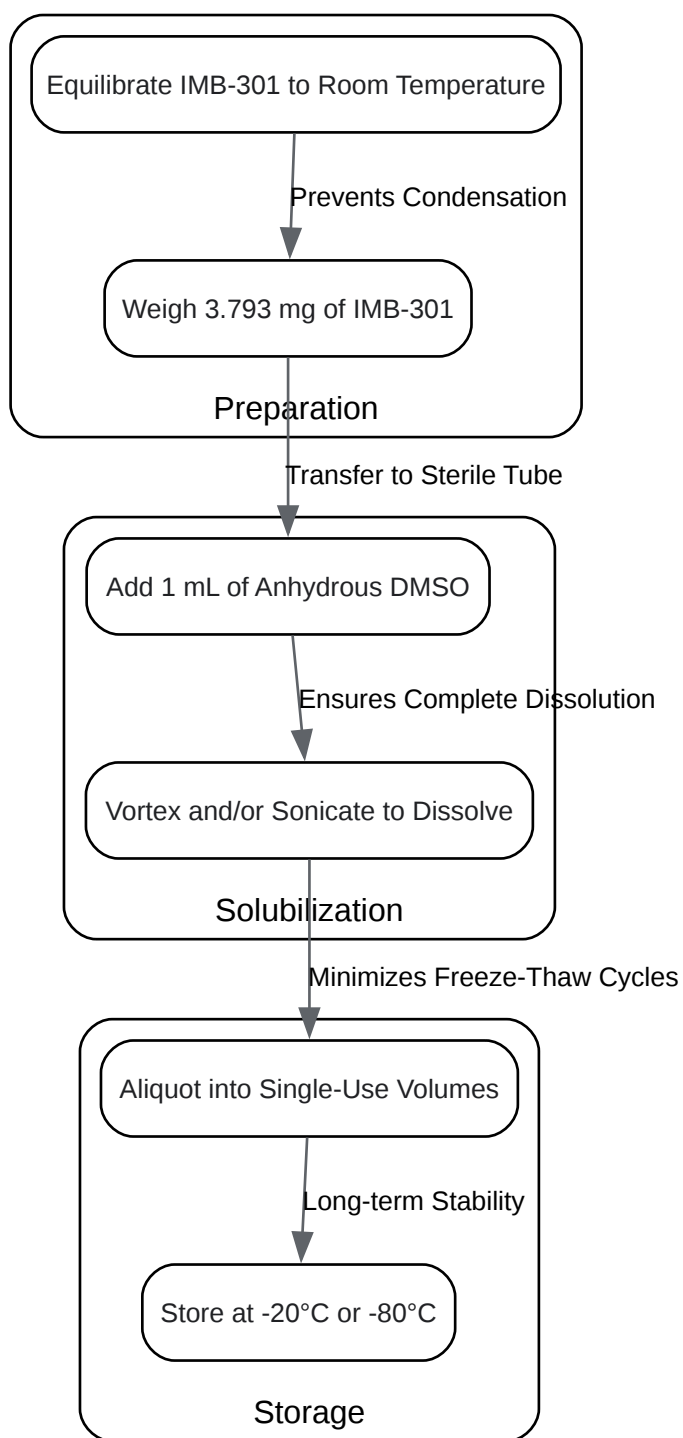 Equilibrate IMB-301 to Room Temperature
Prevents Condensation
Weigh 3.793 mg of IMB-301
Preparation
Transfer to Sterile Tube
Add 1 mL of Anhydrous DMSO
Ensures Complete Dissolution
Vortex and/or Sonicate to Dissolve
Solubilization
Minimizes Freeze-Thaw Cycles
Aliquot into Single-Use Volumes
Long-term Stability
Store at -20°C or -80°C
Storage